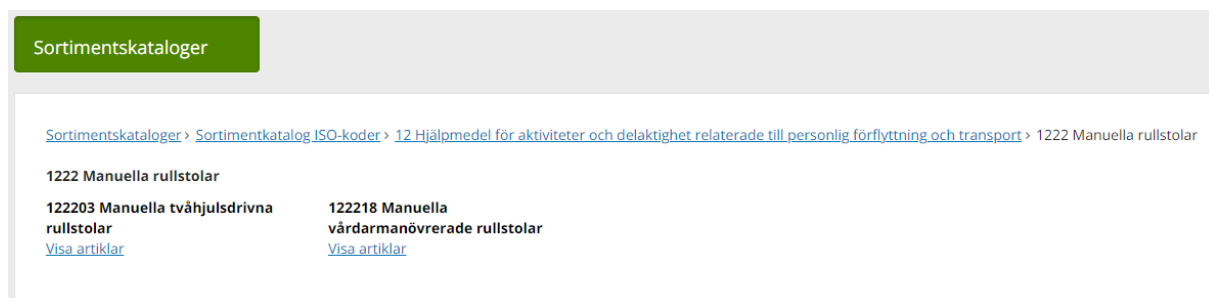 Sortimentskataloger
Sortimentskataloger > Sortimentkatalog ISO-koder > 12 Hjälpmedel för aktiviteter och delaktighet relaterade till personlig förflyttning och transport > 1222 Manuella rullstolar
1222 Manuella rullstolar
122203 Manuella tvåhjulsdrivna
rullstolar
Visa artiklar
122218 Manuella
vårdarmanövrerade rullstolar
Visa artiklar